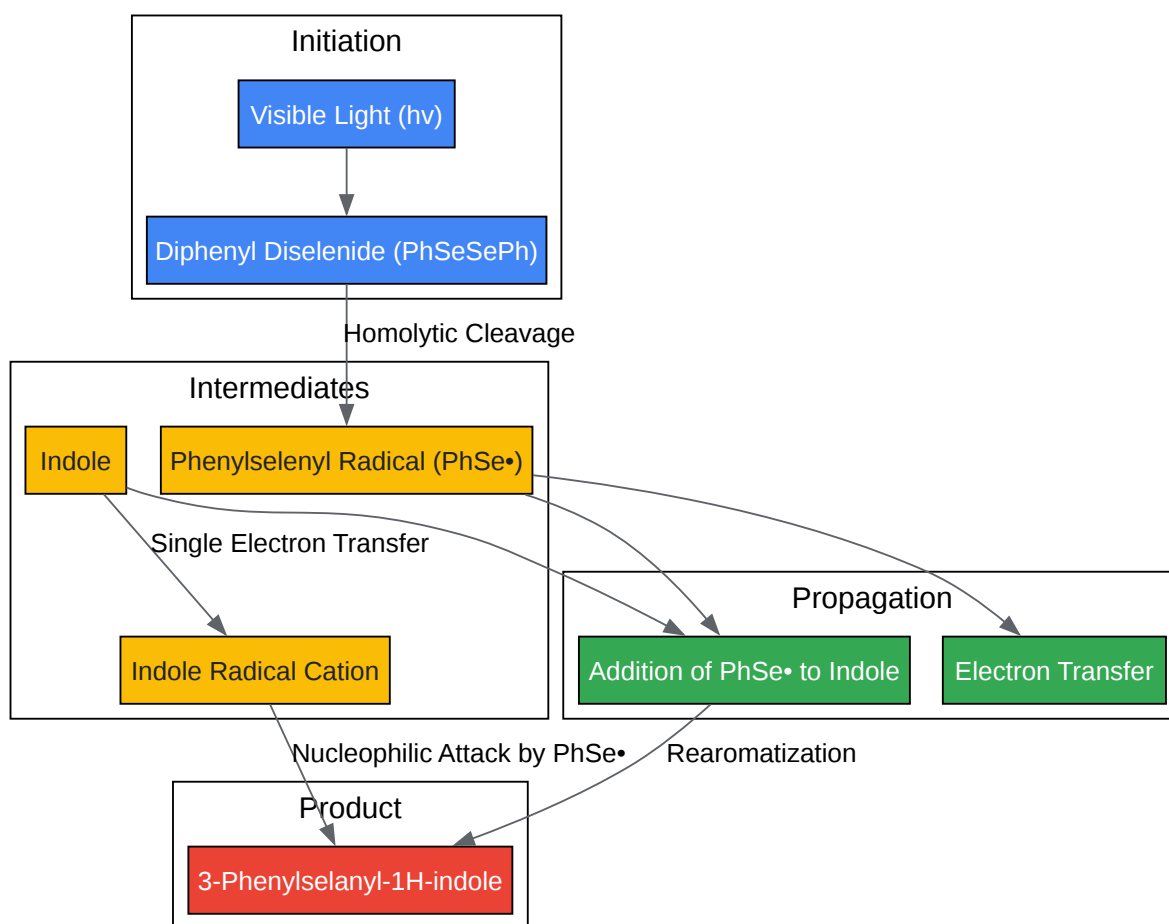 Initiation
Visible Light (hv)
Diphenyl Diselenide (PhSeSePh)
Homolytic Cleavage
Intermediates
Indole
Phenylselenyl Radical (PhSe•)
Single Electron Transfer
Propagation
Indole Radical Cation
Addition of PhSe• to Indole
Electron Transfer
Nucleophilic Attack by PhSe•
Rearomatization
Product
3-Phenylselanyl-1H-indole